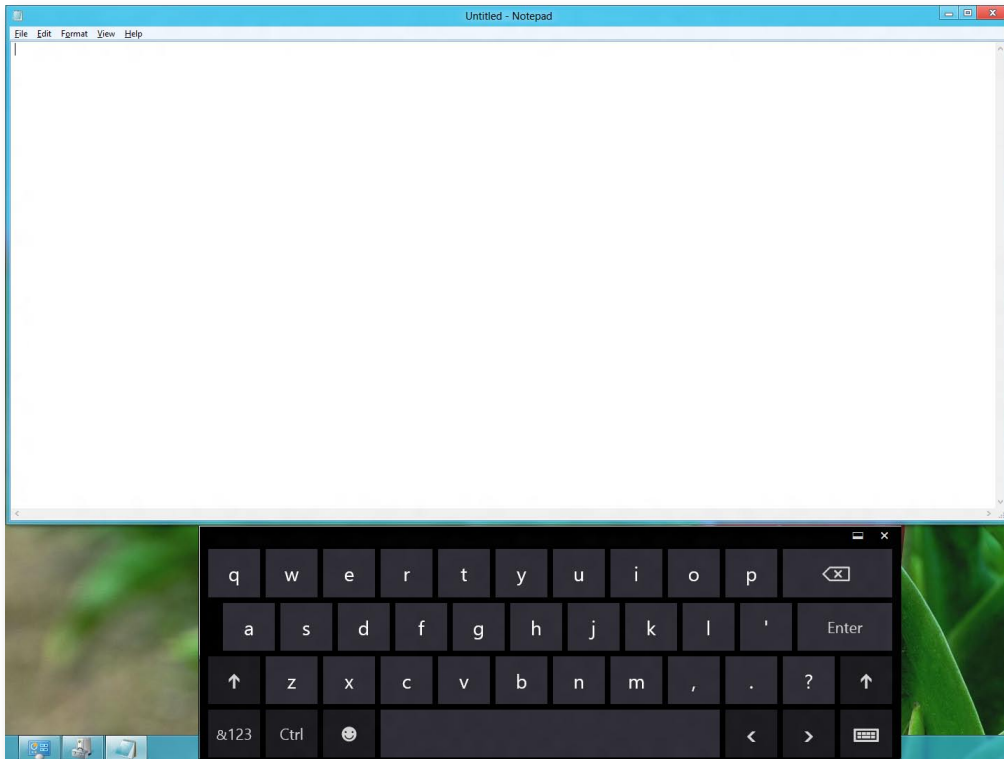 Untitled - Notepad
File Edit Format View Help
q w e r t y u i o p
a s d f g h j k l ' Enter
z x c v b n m , . ?
&123 Ctrl < >